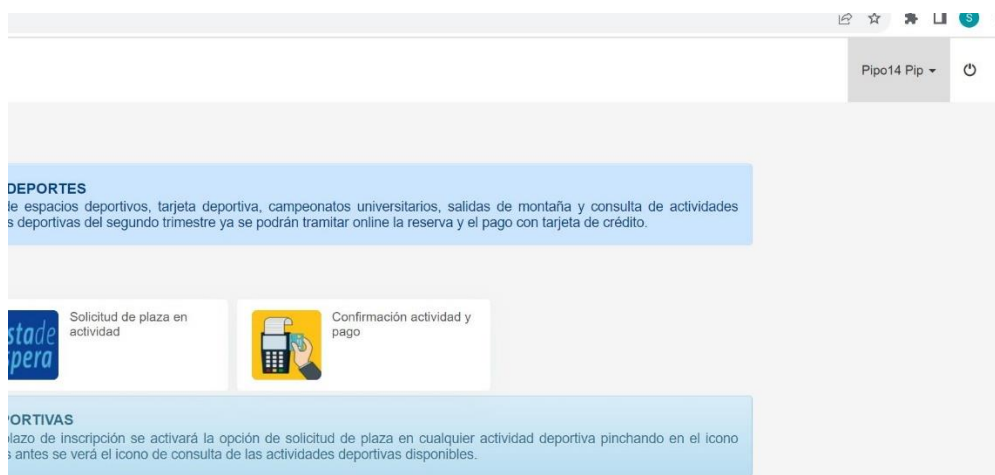 S
Pipo14 Pip
DEPORTES
de espacios deportivos, tarjeta deportiva, campeonatos universitarios, salidas de montaña y consulta de actividades
s deportivas del segundo trimestre ya se podrán tramitar online la reserva y el pago con tarjeta de crédito.
stade
spera
Solicitud de plaza en
actividad
Confirmación actividad y
pago
PORTIVAS
plazo de inscripción se activará la opción de solicitud de plaza en cualquier actividad deportiva pinchando en el icono
s antes se verá el icono de consulta de las actividades deportivas disponibles.